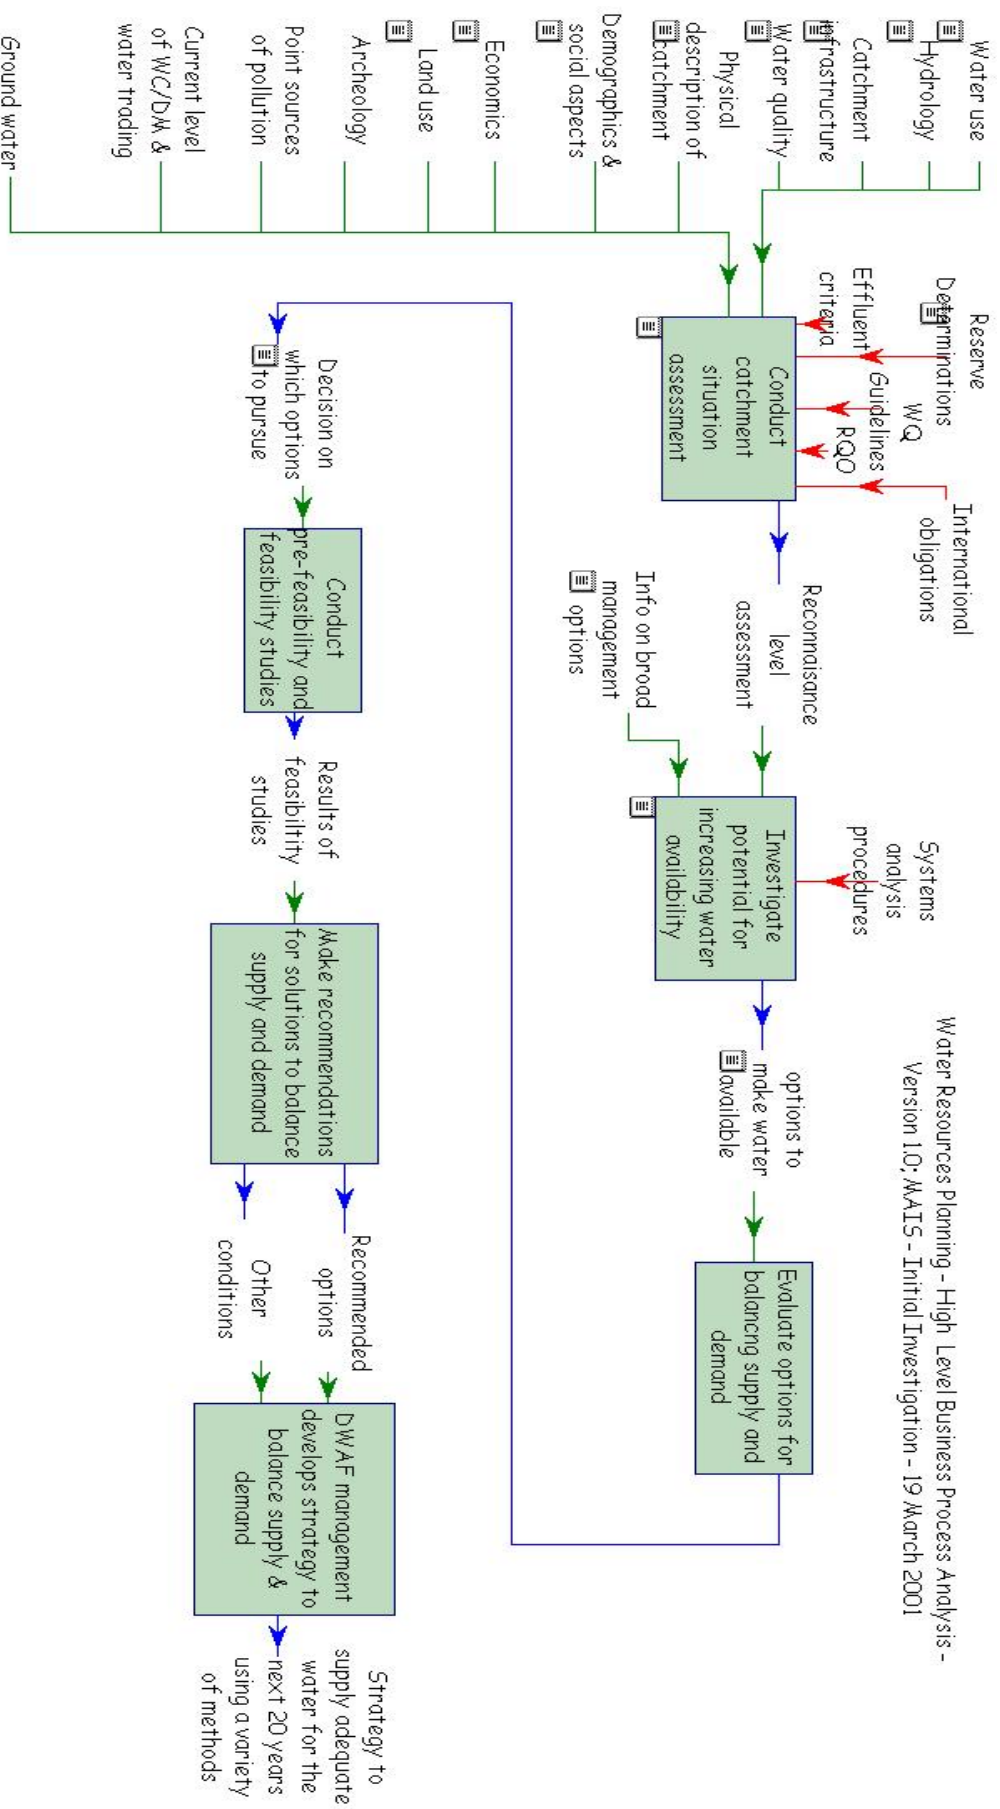 Water Resources Planning - High Level Business Process Analysis -
Version 1.0; MAIS - Initial Investigation - 19 March 2001
Water use
Hydrology
Catchment
infrastructure
Water quality
Physical
description of
catchment
Demographics &
social aspects
Economics
Land use
Archeology
Point sources
of pollution
Current level
of WC/DM &
water trading
Ground water
Reserve
Determinations
Effluent
criteria
WQ
Guidelines
RQO
International
obligations
Conduct
catchment
situation
assessment
Reconnaisance
level
assessment
Info on broad
management
options
Systems
analysis
procedures
Investigate
potential for
increasing water
availability
options to
make water
available
Evaluate options for
balancng supply and
demand
Decision on
which options
to pursue
Conduct
pre-feasibility and
feasibility studies
Results of
feasibiltity
studies
Make recommendations
for solutions to balance
supply and demand
Recommended
options
Other
conditions
DWAF management
develops strategy to
balance supply &
demand
Strategy to
supply adequate
water for the
next 20 years
using a variety
of methods